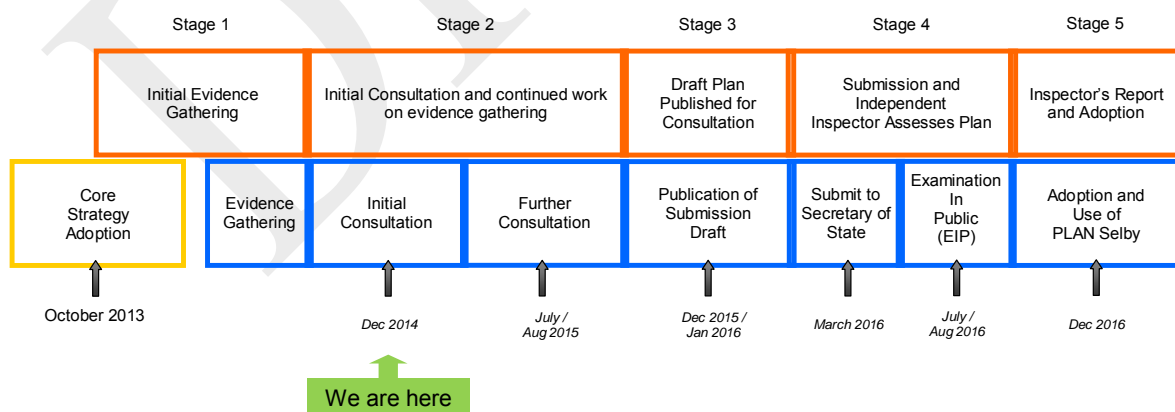 Stage 1
Stage 2
Stage 3
Stage 4
Stage 5
Initial Evidence
Gathering
Initial Consultation and continued work
on evidence gathering
Draft Plan
Published for
Consultation
Submission and
Independent
Inspector Assesses Plan
Inspector’s Report
and Adoption
Core
Strategy
Adoption
Evidence
Gathering
Initial
Consultation
Further
Consultation
Publication of
Submission
Draft
Submit to
Secretary of
State
Examination
In
Public
(EIP)
Adoption and
Use of
PLAN Selby
October 2013
Dec 2014
July /
Aug 2015
Dec 2015 /
Jan 2016
March 2016
July /
Aug 2016
Dec 2016
We are here